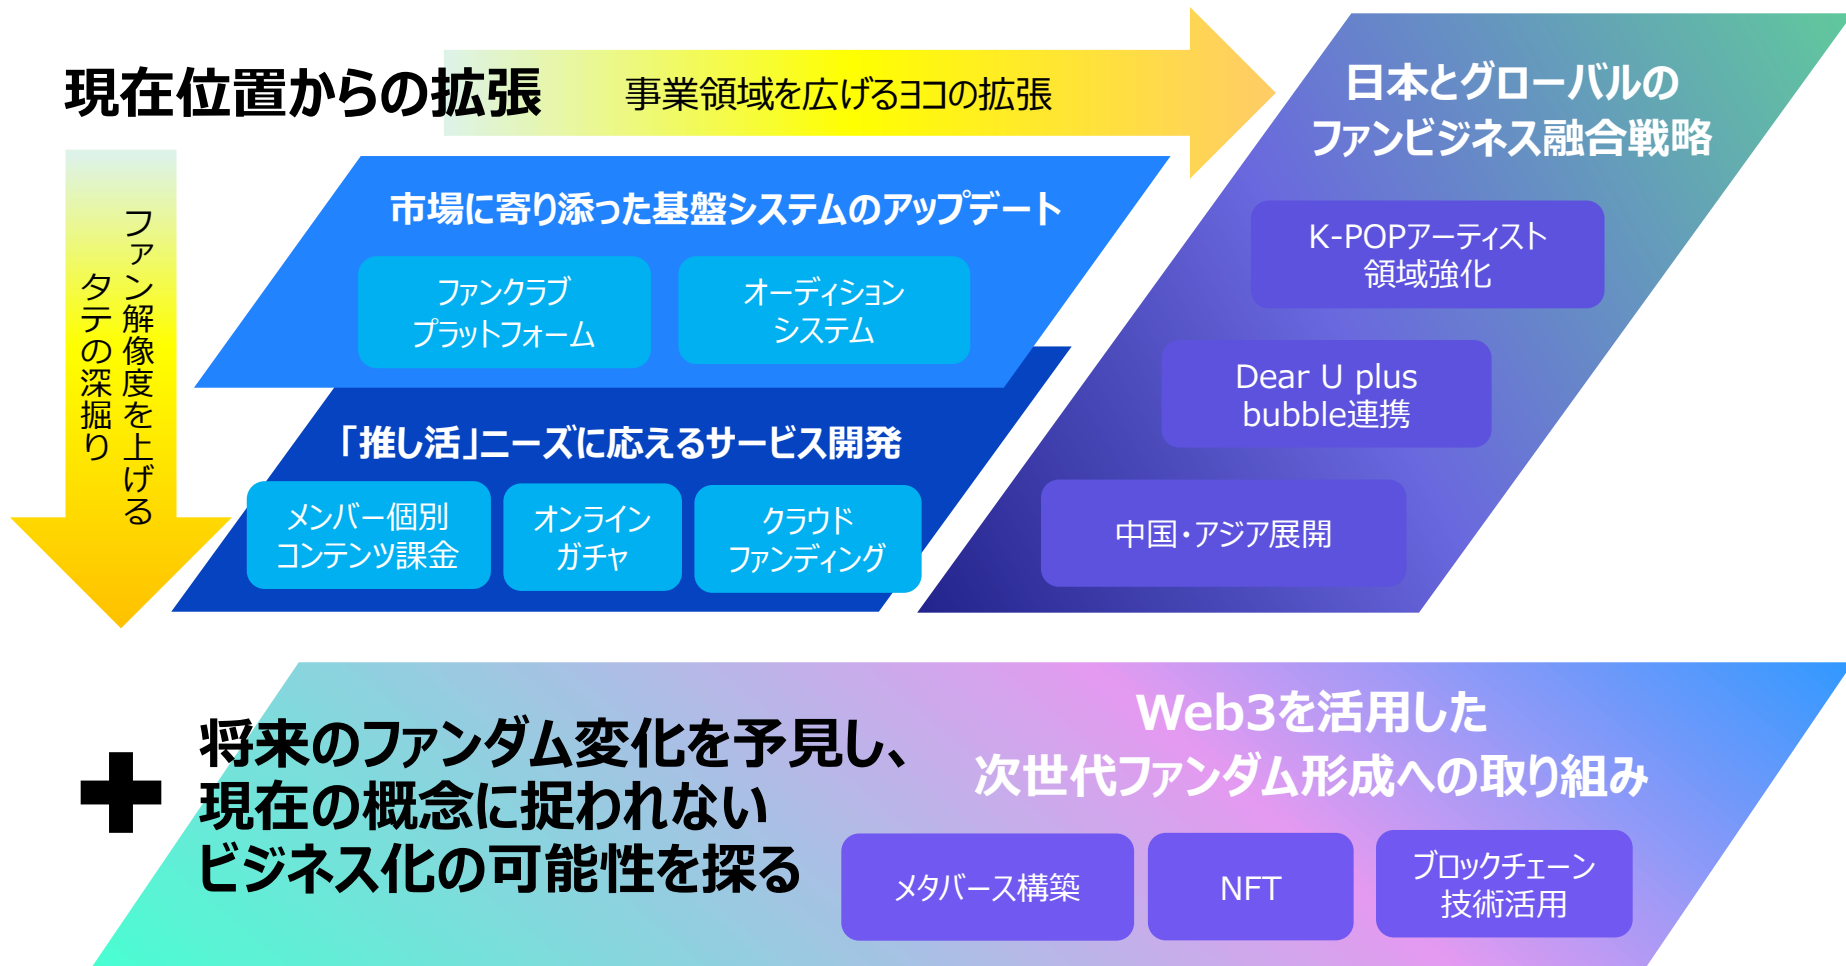 現在位置からの拡張
事業領域を広げるヨコの拡張
ファン解像度を上げる
タテの深掘り
市場に寄り添った基盤システムのアップデート
ファンクラブ
プラットフォーム
オーディション
システム
「推し活」ニーズに応えるサービス開発
メンバー個別
コンテンツ課金
オンライン
ガチャ
クラウド
ファンディング
日本とグローバルの
ファンビジネス融合戦略
K-POPアーティスト
領域強化
Dear U plus
bubble連携
中国・アジア展開
+
将来のファンダム変化を予見し、
現在の概念に捉われない
ビジネス化の可能性を探る
Web3を活用した
次世代ファンダム形成への取り組み
メタバース構築
NFT
ブロックチェーン
技術活用